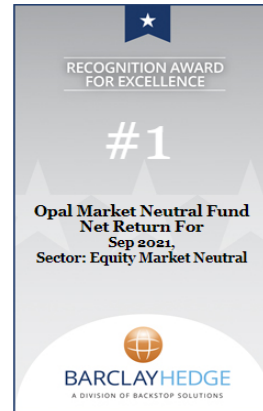 RECOGNITION AWARD
FOR EXCELLENCE
#1
Opal Market Neutral Fund
Net Return For
Sep 2021,
Sector: Equity Market Neutral
BARCLAYHEDGE
A DIVISION OF BACKSTOP SOLUTIONS